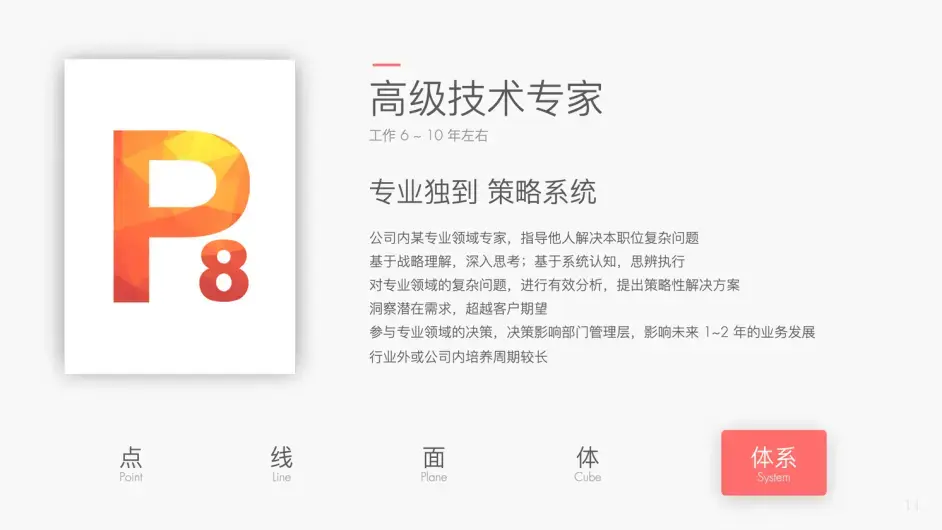 P8
高级技术专家
工作 6 ~ 10 年左右
专业独到 策略系统
公司内某专业领域专家，指导他人解决本职位复杂问题
基于战略理解，深入思考；基于系统认知，思辨执行
对专业领域的复杂问题，进行有效分析，提出策略性解决方案
洞察潜在需求，超越客户期望
参与专业领域的决策，决策影响部门管理层，影响未来 1~2 年的业务发展
行业外或公司内培养周期较长
点 线 面 体 体系
Point Line Plane Cube System
11